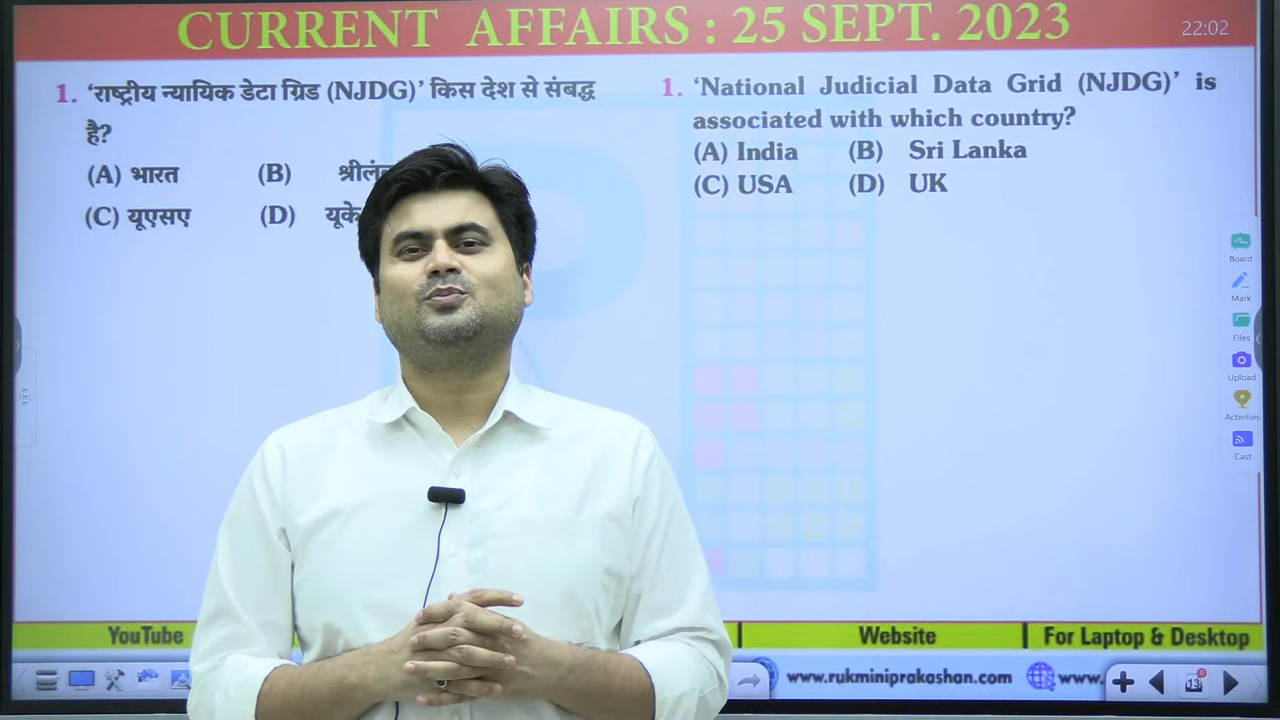 CURRENT AFFAIRS : 25 SEPT. 2023
22:02
1. 'राष्ट्रीय न्यायिक डेटा ग्रिड (NJDG)' किस देश से संबद्ध
है?
(A) भारत (B)
(C) यूएसए (D) यूके
1. 'National Judicial Data Grid (NJDG)' is
associated with which country?
(A) India (B) Sri Lanka
(C) USA (D) UK
Board
Mark
Files
Upload
Activities
Cast
YouTube Website For Laptop & Desktop
www.rukminiprakashan.com www.
13